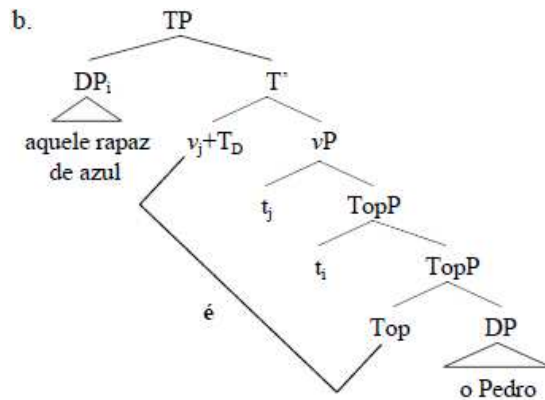 b.
TP
DPi T'
aquele rapaz
de azul
vj+TD vP
tj TopP
ti TopP
é
Top DP
o Pedro